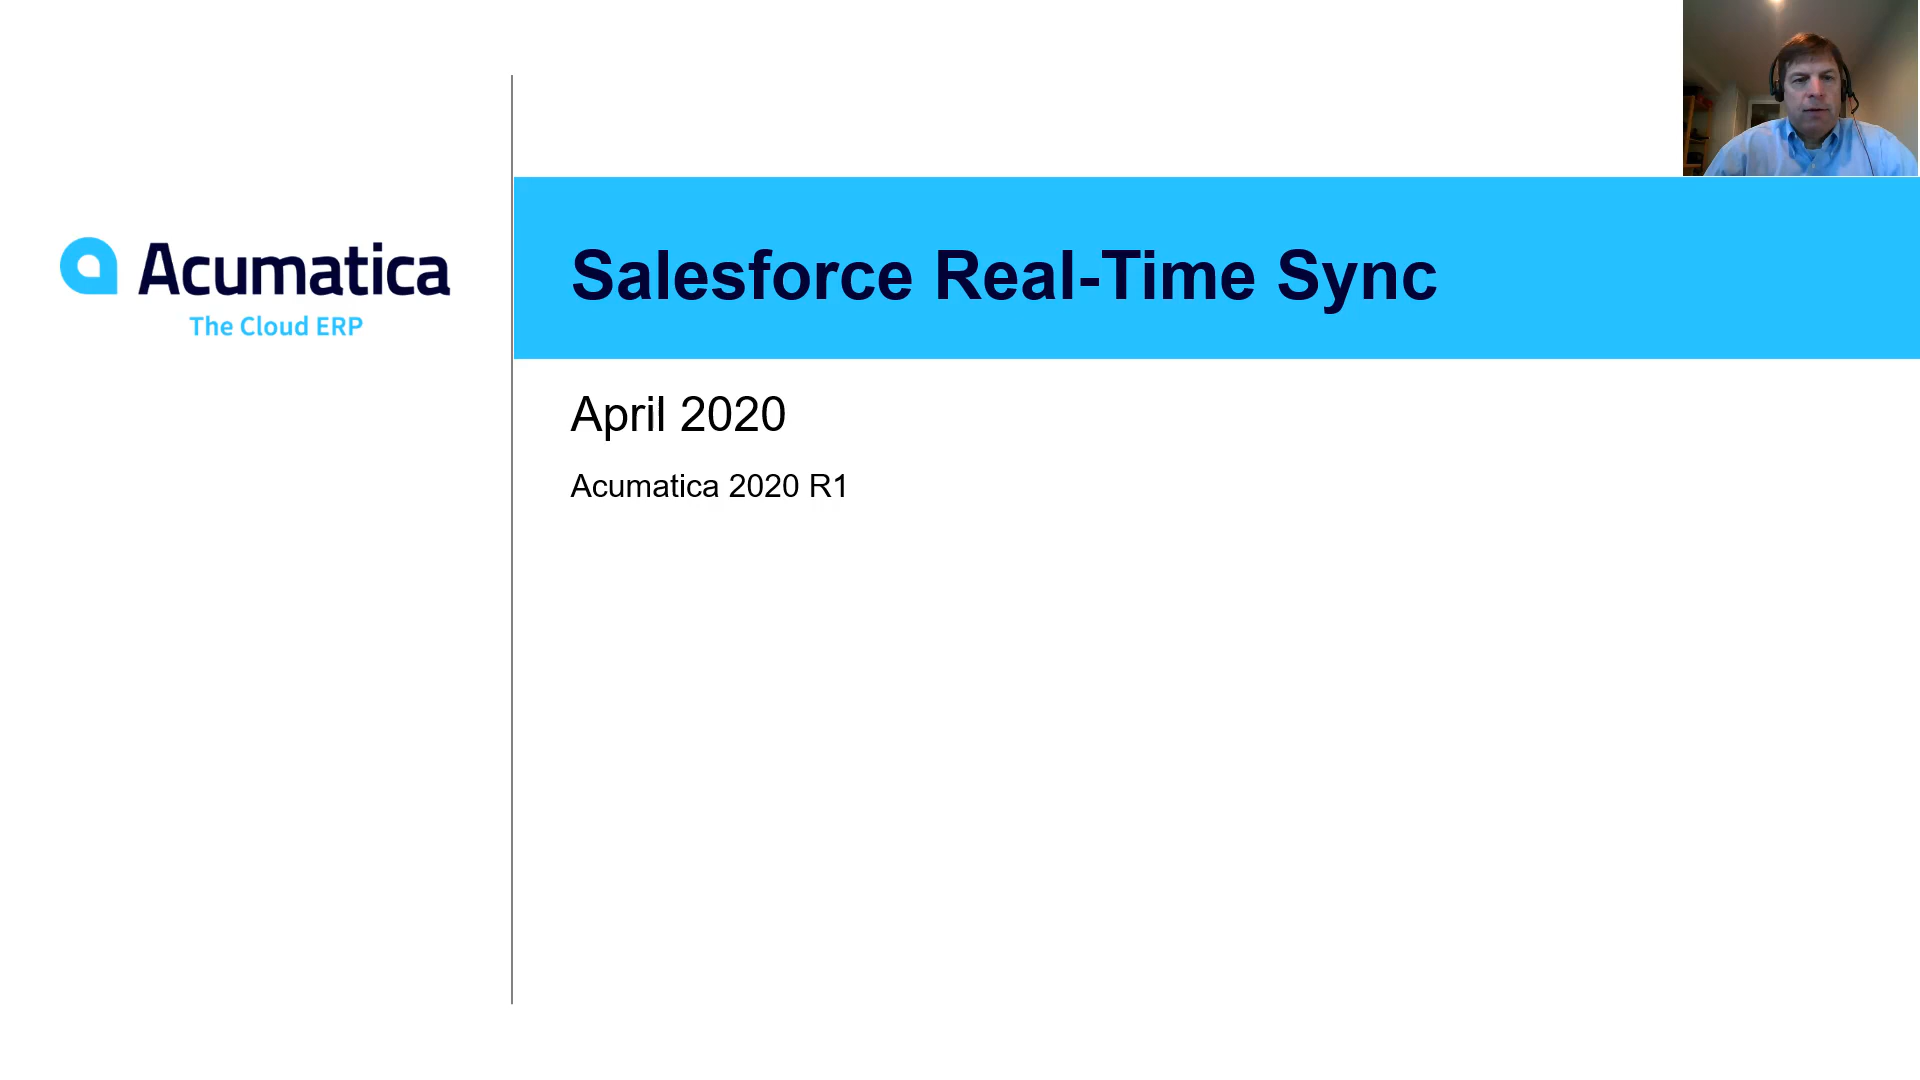 Acumatica
The Cloud ERP
Salesforce Real-Time Sync
April 2020
Acumatica 2020 R1